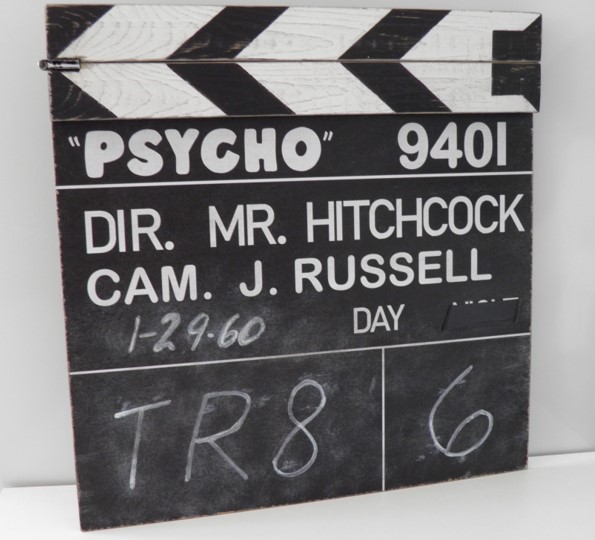 "PSYCHO" 9401
DIR. MR. HITCHCOCK
CAM. J. RUSSELL
1-29-60 DAY
TR8 6